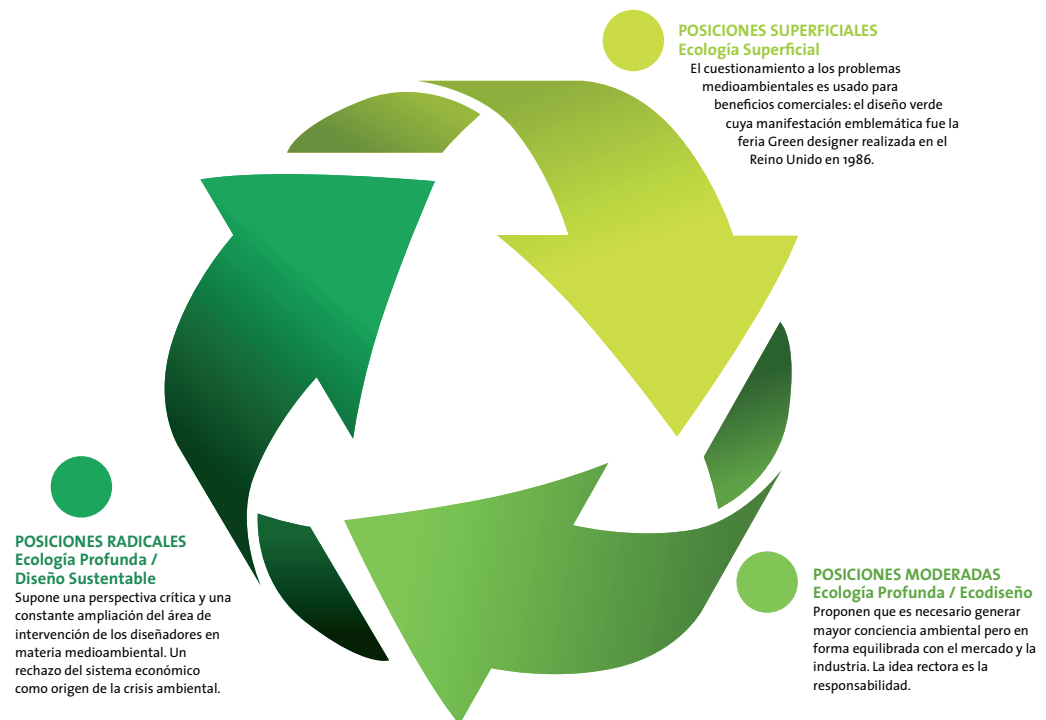 POSICIONES SUPERFICIALES
Ecología Superficial
El cuestionamiento a los problemas
medioambientales es usado para
beneficios comerciales: el diseño verde
cuya manifestación emblemática fue la
feria Green designer realizada en el
Reino Unido en 1986.
POSICIONES RADICALES
Ecología Profunda /
Diseño Sustentable
Supone una perspectiva crítica y una
constante ampliación del área de
intervención de los diseñadores en
materia medioambiental. Un
rechazo del sistema económico
como origen de la crisis ambiental.
POSICIONES MODERADAS
Ecología Profunda / Ecodiseño
Proponen que es necesario generar
mayor conciencia ambiental pero en
forma equilibrada con el mercado y la
industria. La idea rectora es la
responsabilidad.